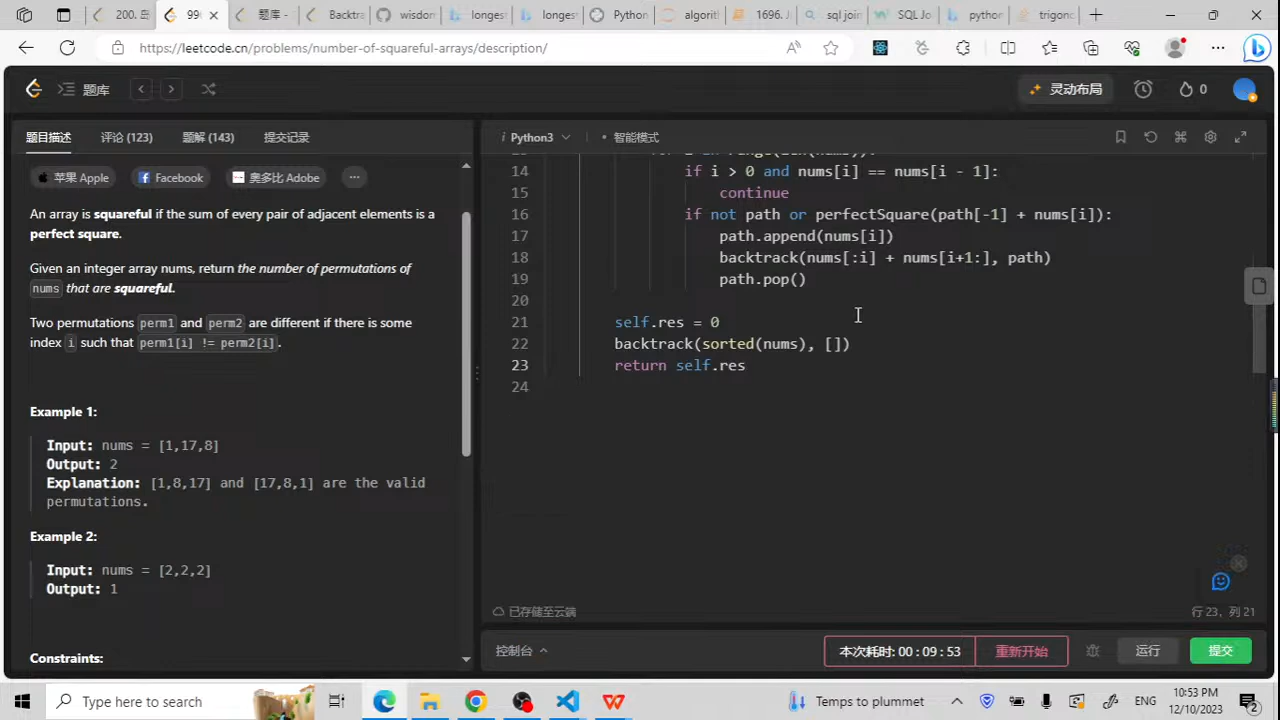 200. 岛
996
题库 -
Backtra
wisdom
longest
longest
Python
algorit
1696. J
sql join
SQL Jo
python
trigono
https://leetcode.cn/problems/number-of-squareful-arrays/description/
题库
灵动布局
0
题目描述
评论 (123)
题解 (143)
提交记录
i Python3
• 智能模式
苹果 Apple
Facebook
奥多比 Adobe
An array is squareful if the sum of every pair of adjacent elements is a
perfect square.
Given an integer array nums, return the number of permutations of
nums that are squareful.
Two permutations perm1 and perm2 are different if there is some
index i such that perm1[i] != perm2[i].
Example 1:
Input: nums = [1,17,8]
Output: 2
Explanation: [1,8,17] and [17,8,1] are the valid
permutations.
Example 2:
Input: nums = [2,2,2]
Output: 1
Constraints:
14 if i > 0 and nums[i] == nums[i - 1]:
15 continue
16 if not path or perfectSquare(path[-1] + nums[i]):
17 path.append(nums[i])
18 backtrack(nums[:i] + nums[i+1:], path)
19 path.pop()
20
21 self.res = 0
22 backtrack(sorted(nums), [])
23 return self.res
24
已存储至云端
行 23, 列 21
控制台
本次耗时: 00 : 09 : 53
重新开始
运行
提交
Type here to search
Temps to plummet
ENG
10:53 PM
12/10/2023
2